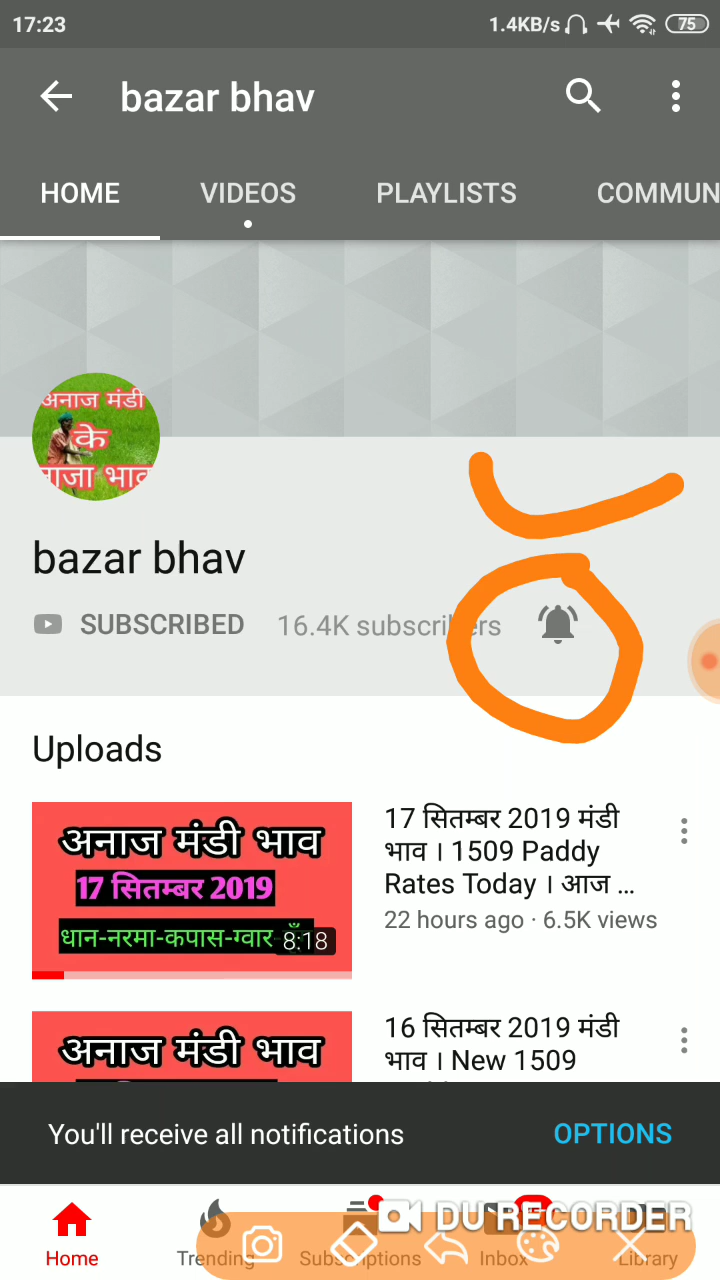 17:23
1.4KB/s
75
bazar bhav
HOME
VIDEOS
PLAYLISTS
COMMUN
अनाज मंडी
के
ताजा भाव
bazar bhav
SUBSCRIBED
16.4K subscribers
Uploads
अनाज मंडी भाव
17 सितम्बर 2019
धान-नरमा-कपास-ग्वार
8:18
17 सितम्बर 2019 मंडी
भाव । 1509 Paddy
Rates Today । आज ...
22 hours ago · 6.5K views
अनाज मंडी भाव
16 सितम्बर 2019 मंडी
भाव । New 1509
You'll receive all notifications
OPTIONS
DU RECORDER
Home
Trending
Subscriptions
Inbox
Library